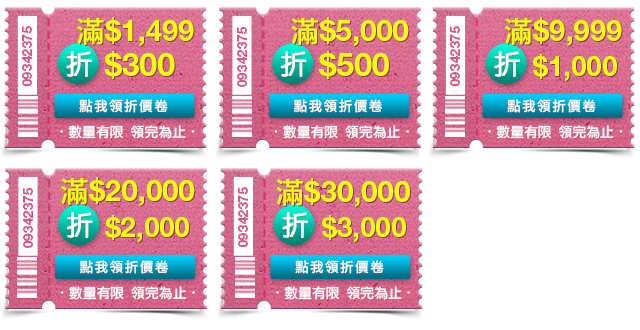 09342375
滿$1,499
折 $300
點我領折價卷
·數量有限 領完為止·
09342375
滿$5,000
折 $500
點我領折價卷
·數量有限 領完為止·
09342375
滿$9,999
折 $1,000
點我領折價卷
·數量有限 領完為止·
09342375
滿$20,000
折 $2,000
點我領折價卷
·數量有限 領完為止·
09342375
滿$30,000
折 $3,000
點我領折價卷
·數量有限 領完為止·